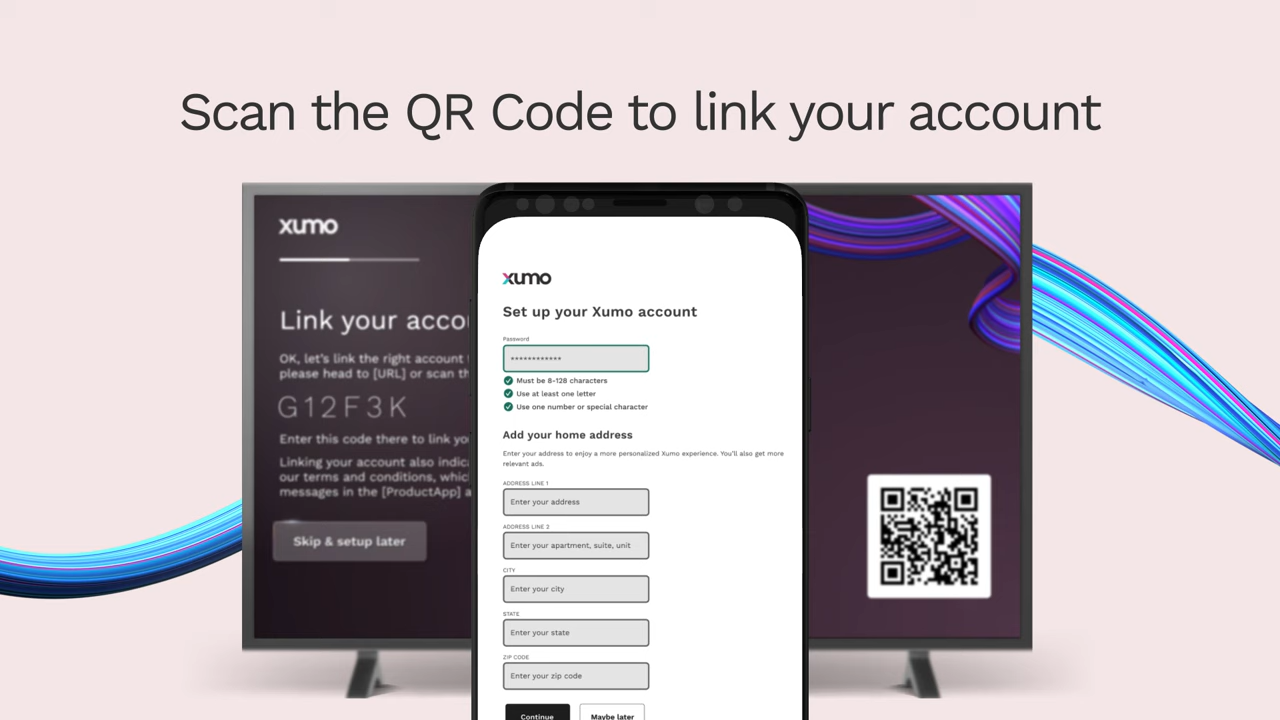 Scan the QR Code to link your account
xumo
Link your acco
OK, let's link the right account
please head to [URL] or scan th
G12F3K
Enter this code there to link yo
Linking your account also indic
our terms and conditions, whic
messages in the [ProductApp] a
Skip & setup later
xumo
Set up your Xumo account
Password
************
Must be 8-128 characters
Use at least one letter
Use one number or special character
Add your home address
Enter your address to enjoy a more personalized Xumo experience. You'll also get more
relevant ads.
ADDRESS LINE 1
Enter your address
ADDRESS LINE 2
Enter your apartment, suite, unit
CITY
Enter your city
STATE
Enter your state
ZIP CODE
Enter your zip code
Continue
Maybe later